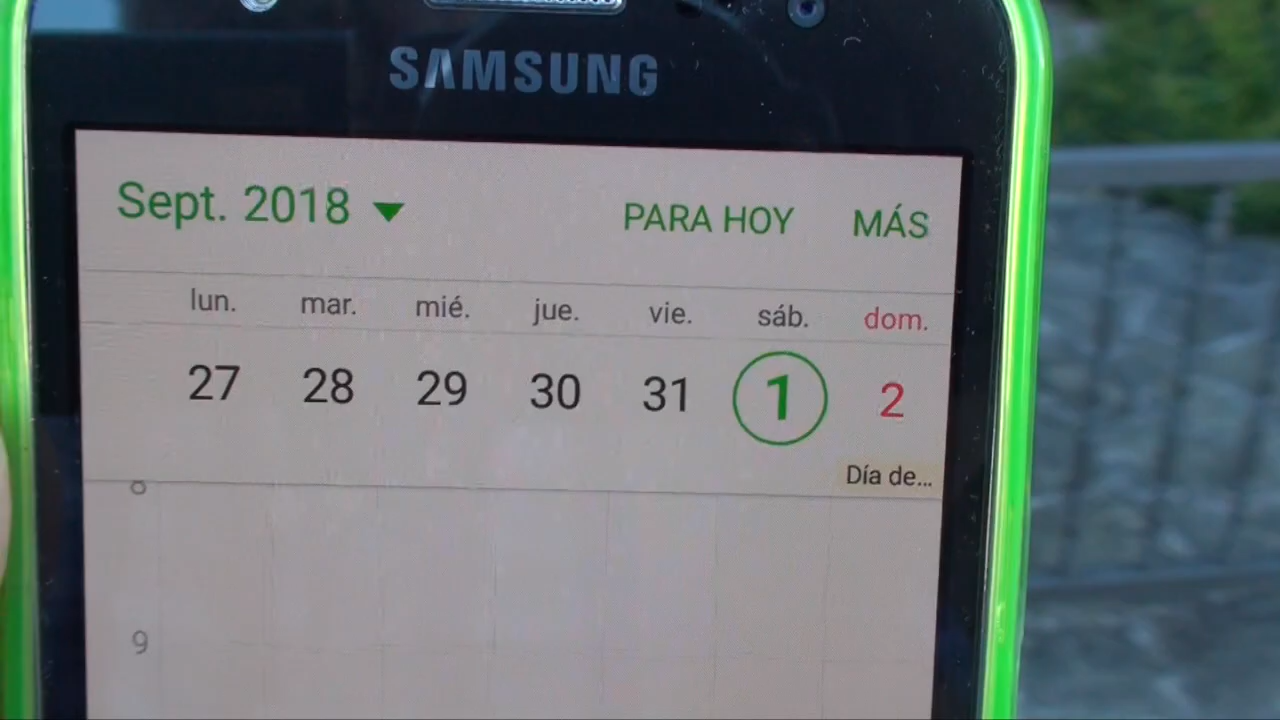 SAMSUNG
Sept. 2018 PARA HOY MÁS
lun. mar. mié. jue. vie. sáb. dom.
27 28 29 30 31 1 2
Día de...
8
9